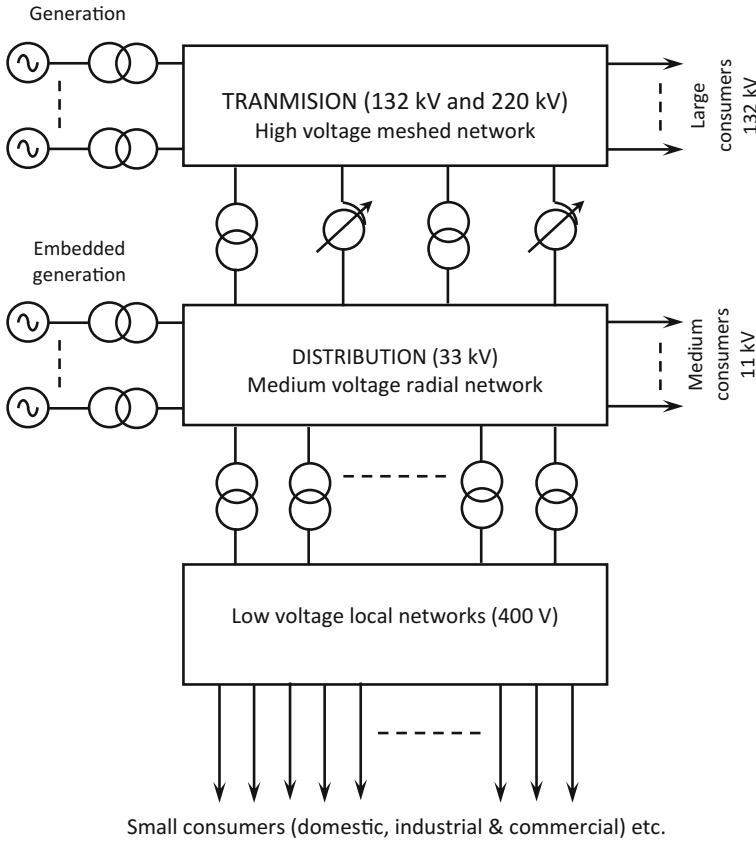 Generation
TRANMISION (132 kV and 220 kV)
High voltage meshed network
Large
consumers
132 kV
Embedded
generation
DISTRIBUTION (33 kV)
Medium voltage radial network
Medium
consumers
11 kV
Low voltage local networks (400 V)
Small consumers (domestic, industrial & commercial) etc.